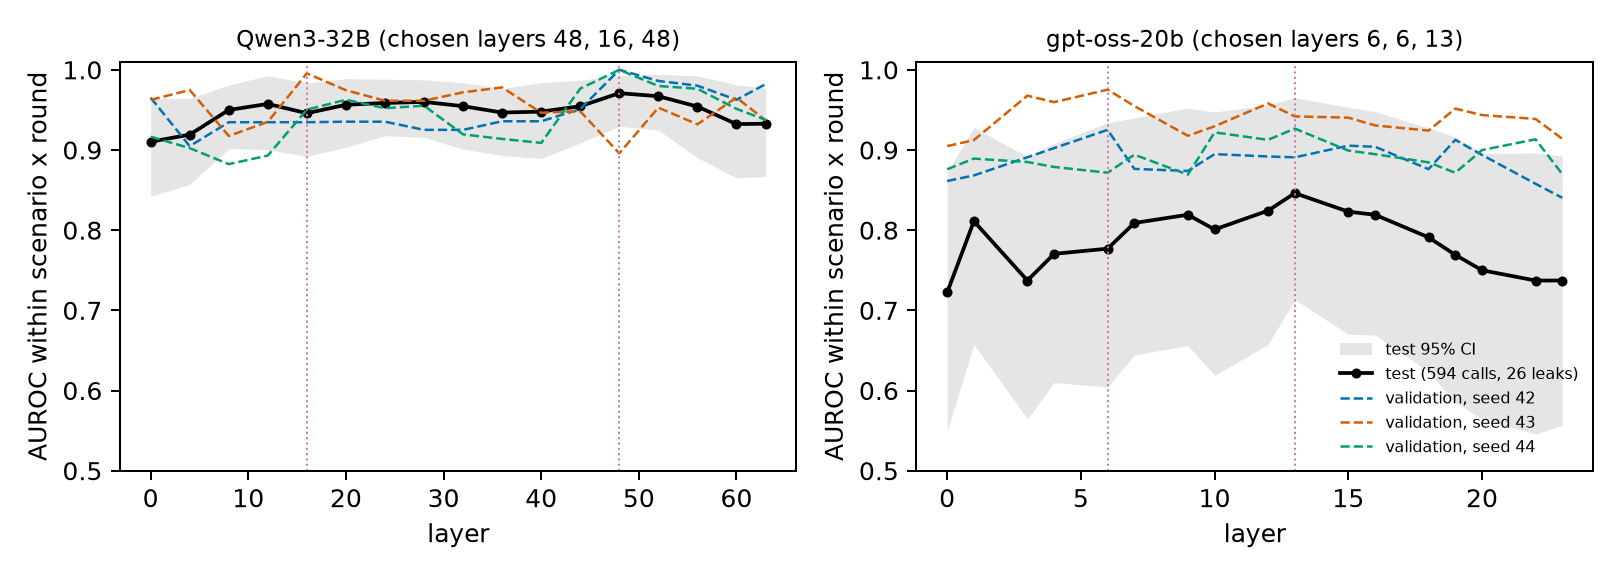 Qwen3-32B (chosen layers 48, 16, 48)
AUROC within scenario x round
1.0
0.9
0.8
0.7
0.6
0.5
0 10 20 30 40 50 60
layer
gpt-oss-20b (chosen layers 6, 6, 13)
AUROC within scenario x round
1.0
0.9
0.8
0.7
0.6
0.5
test 95% CI
test (594 calls, 26 leaks)
validation, seed 42
validation, seed 43
validation, seed 44
0 5 10 15 20
layer